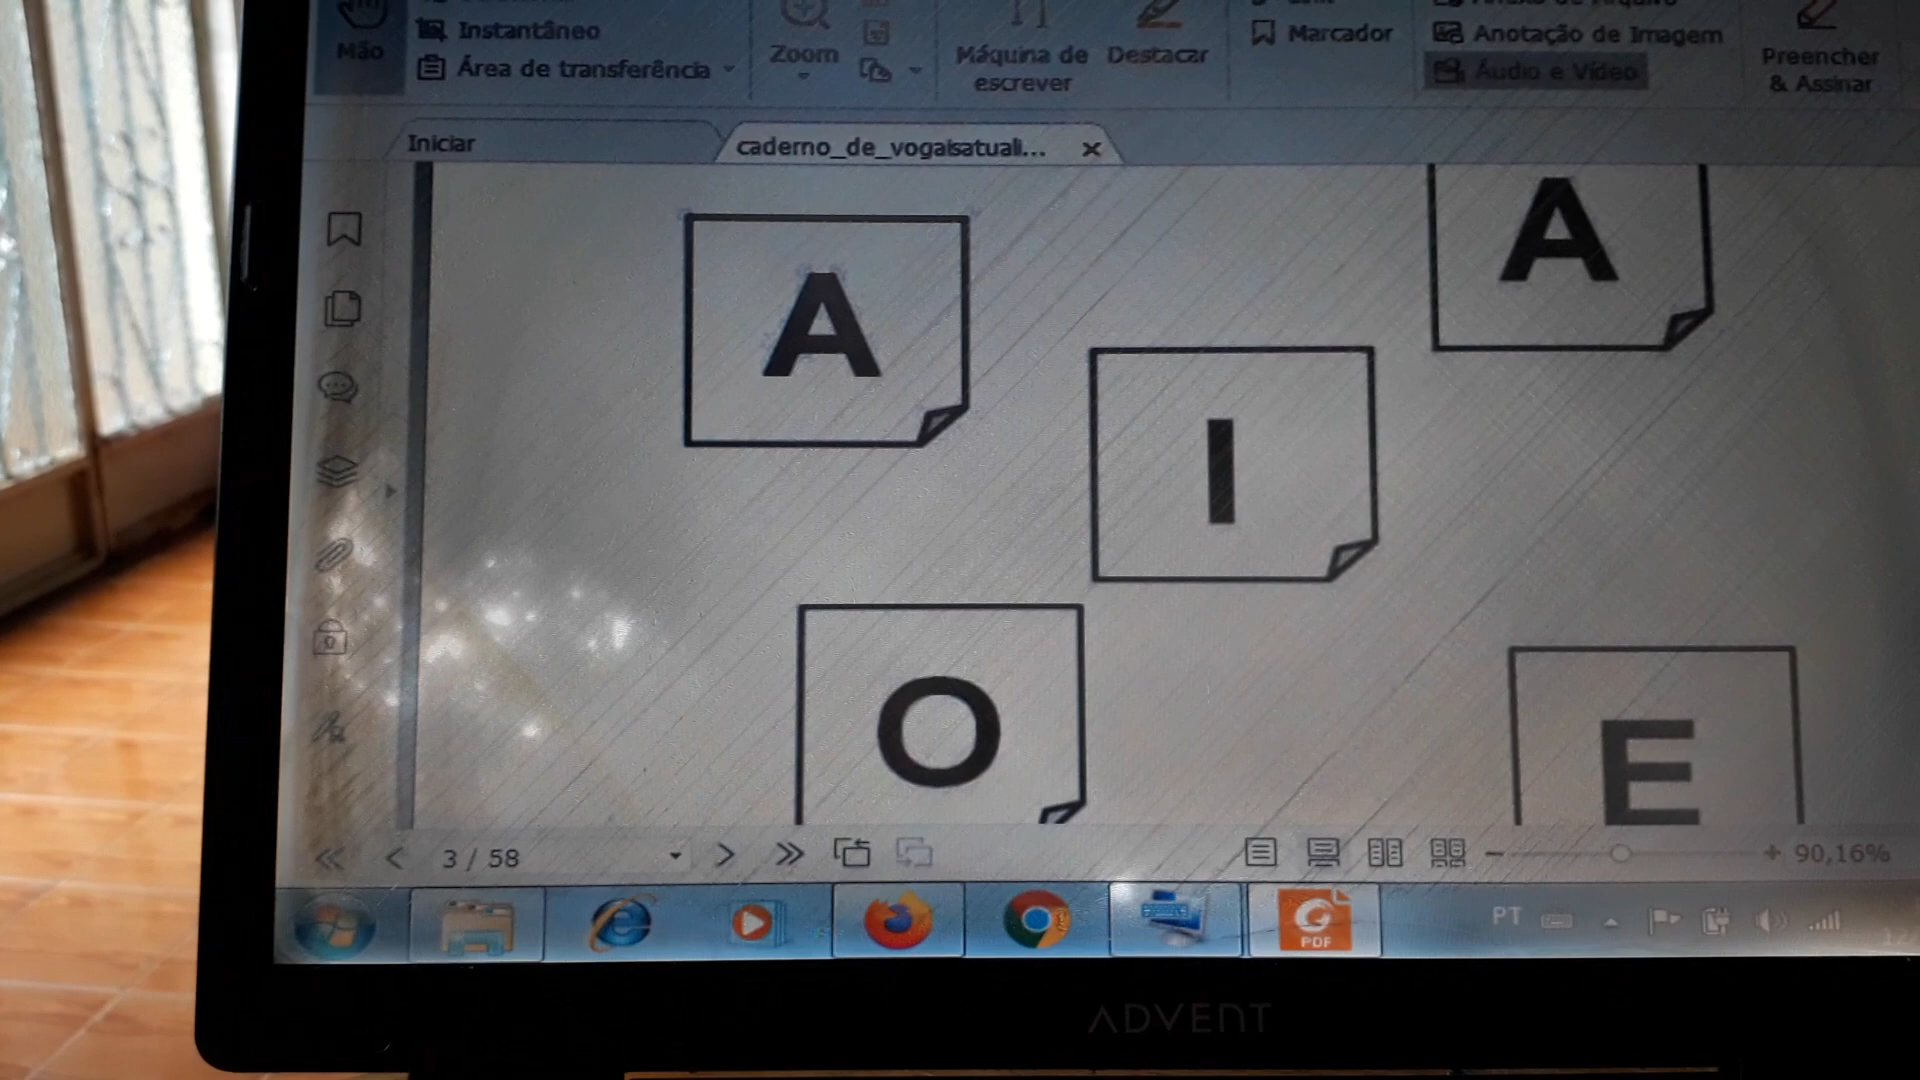 Mão
Instantâneo
Área de transferência
Zoom
Máquina de
escrever
Destacar
Marcador
Anotação de Imagem
Áudio e Vídeo
Preencher
& Assinar
Iniciar
caderno_de_vogaisatuali...
A
A
I
O
E
3 / 58
90,16%
PDF
PT
ADVENT